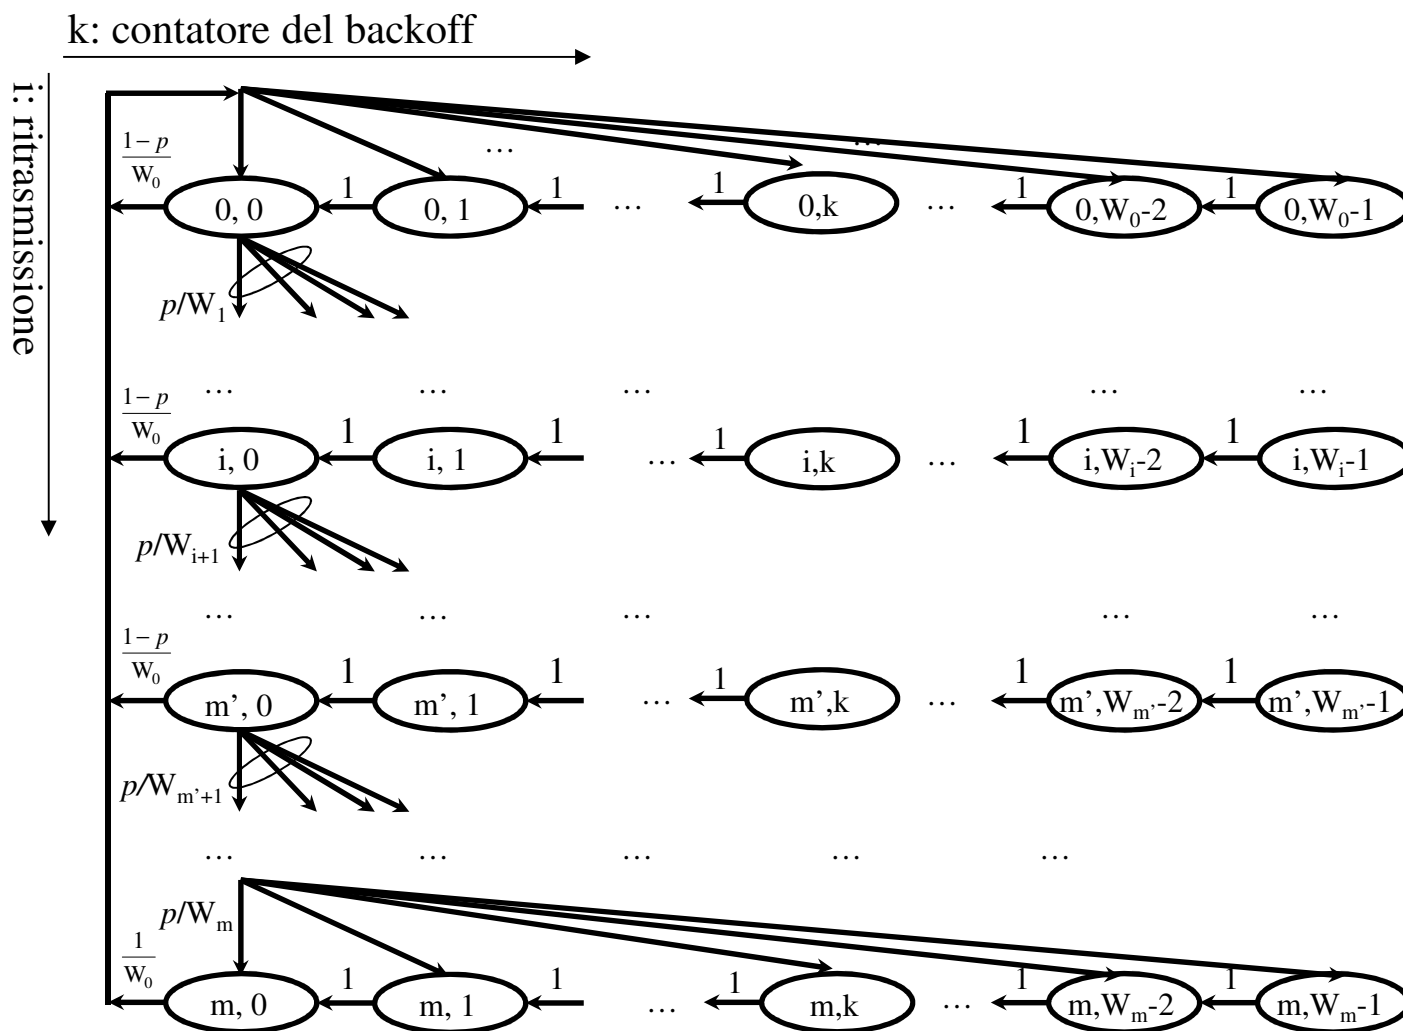 k: contatore del backoff
i: ritrasmissione
1-p/W₀
... ...
0, 0 1 0, 1 1 ... 1 0,k ... 1 0,W₀-2 1 0,W₀-1
p/W₁
... ... ... ... ...
1-p/W₀
i, 0 1 i, 1 1 ... 1 i,k ... 1 i,Wᵢ-2 1 i,Wᵢ-1
p/Wᵢ₊₁
... ... ... ... ...
1-p/W₀
m', 0 1 m', 1 1 ... 1 m',k ... 1 m',Wₘ'-2 1 m',Wₘ'-1
p/Wₘ'₊₁
... ... ... ... ...
p/Wₘ
1/W₀
m, 0 1 m, 1 1 ... 1 m,k ... 1 m,Wₘ-2 1 m,Wₘ-1